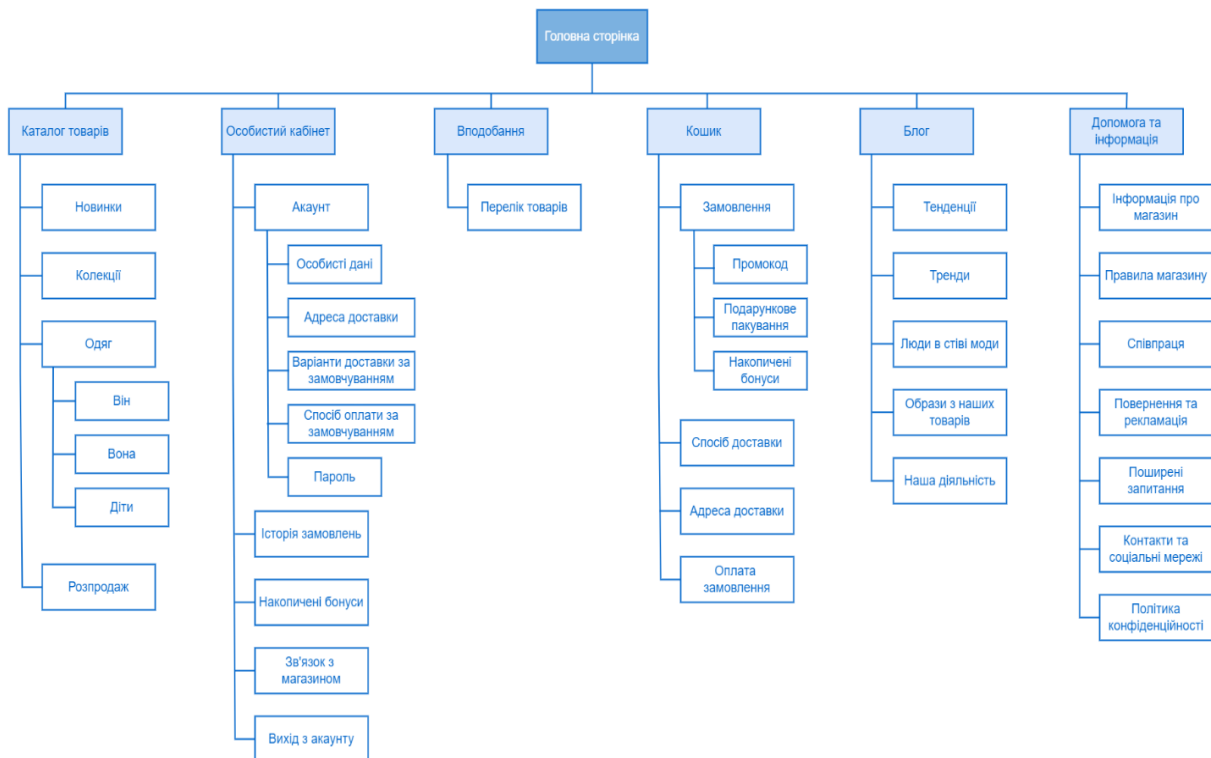 Головна сторінка
Каталог товарів
Новинки
Колекції
Одяг
Він
Вона
Діти
Розпродаж
Особистий кабінет
Акаунт
Особисті дані
Адреса доставки
Варіанти доставки за
замовчуванням
Спосіб оплати за
замовчуванням
Пароль
Історія замовлень
Накопичені бонуси
Зв'язок з
магазином
Вихід з акаунту
Вподобання
Перелік товарів
Кошик
Замовлення
Промокод
Подарункове
пакування
Накопичені
бонуси
Спосіб доставки
Адреса доставки
Оплата
замовлення
Блог
Тенденції
Тренди
Люди в стіві моди
Образи з наших
товарів
Наша діяльність
Допомога та
інформація
Інформація про
магазин
Правила магазину
Співпраця
Повернення та
рекламація
Поширені
запитання
Контакти та
соціальні мережі
Політика
конфіденційності